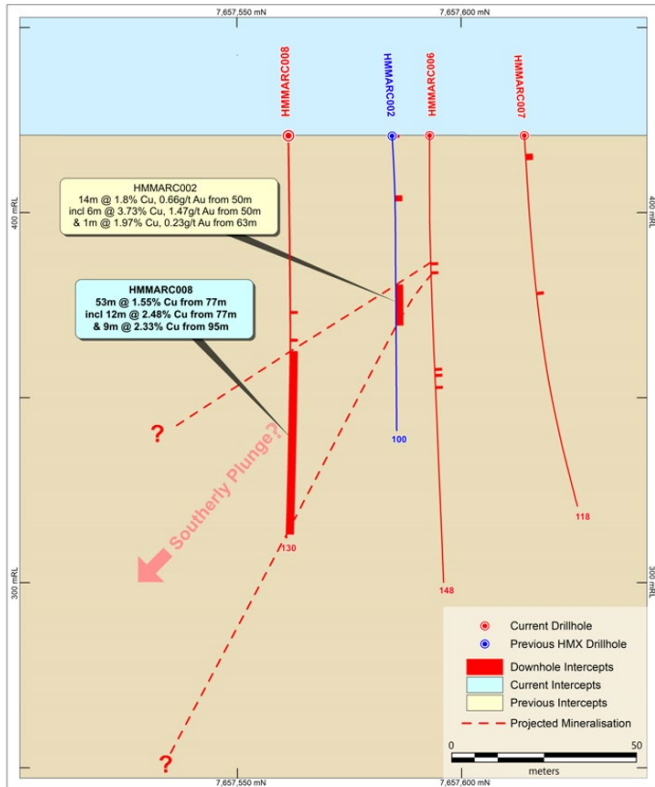 7,657,550 mN
7,657,600 mN
HMMARC008
HMMARC002
HMMARC006
HMMARC007
HMMARC002
14m @ 1.8% Cu, 0.66g/t Au from 50m
incl 6m @ 3.73% Cu, 1.47g/t Au from 50m
& 1m @ 1.97% Cu, 0.23g/t Au from 63m
400 mRL
400 mRL
HMMARC008
53m @ 1.55% Cu from 77m
incl 12m @ 2.48% Cu from 77m
& 9m @ 2.33% Cu from 95m
?
Southerly Plunge?
100
118
130
148
300 mRL
300 mRL
?
Current Drillhole
Previous HMX Drillhole
Downhole Intercepts
Current Intercepts
Previous Intercepts
Projected Mineralisation
0
50
meters
7,657,550 mN
7,657,600 mN